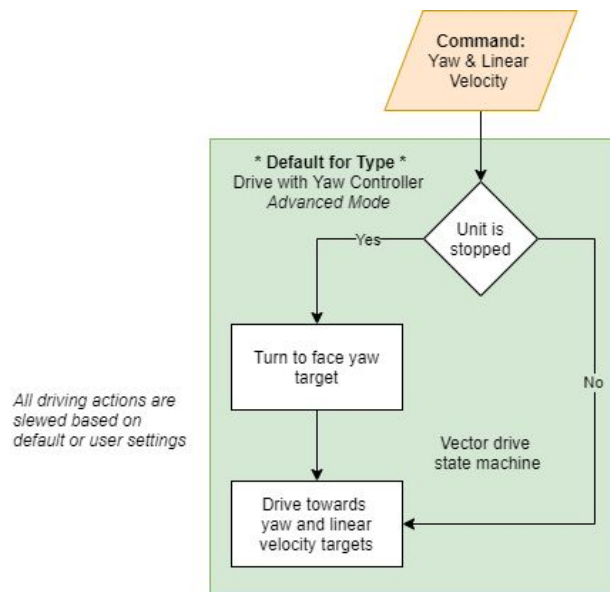 Command:
Yaw & Linear
Velocity
* Default for Type *
Drive with Yaw Controller
Advanced Mode
Unit is
stopped
Yes
Turn to face yaw
target
No
All driving actions are
slewed based on
default or user settings
Vector drive
state machine
Drive towards
yaw and linear
velocity targets